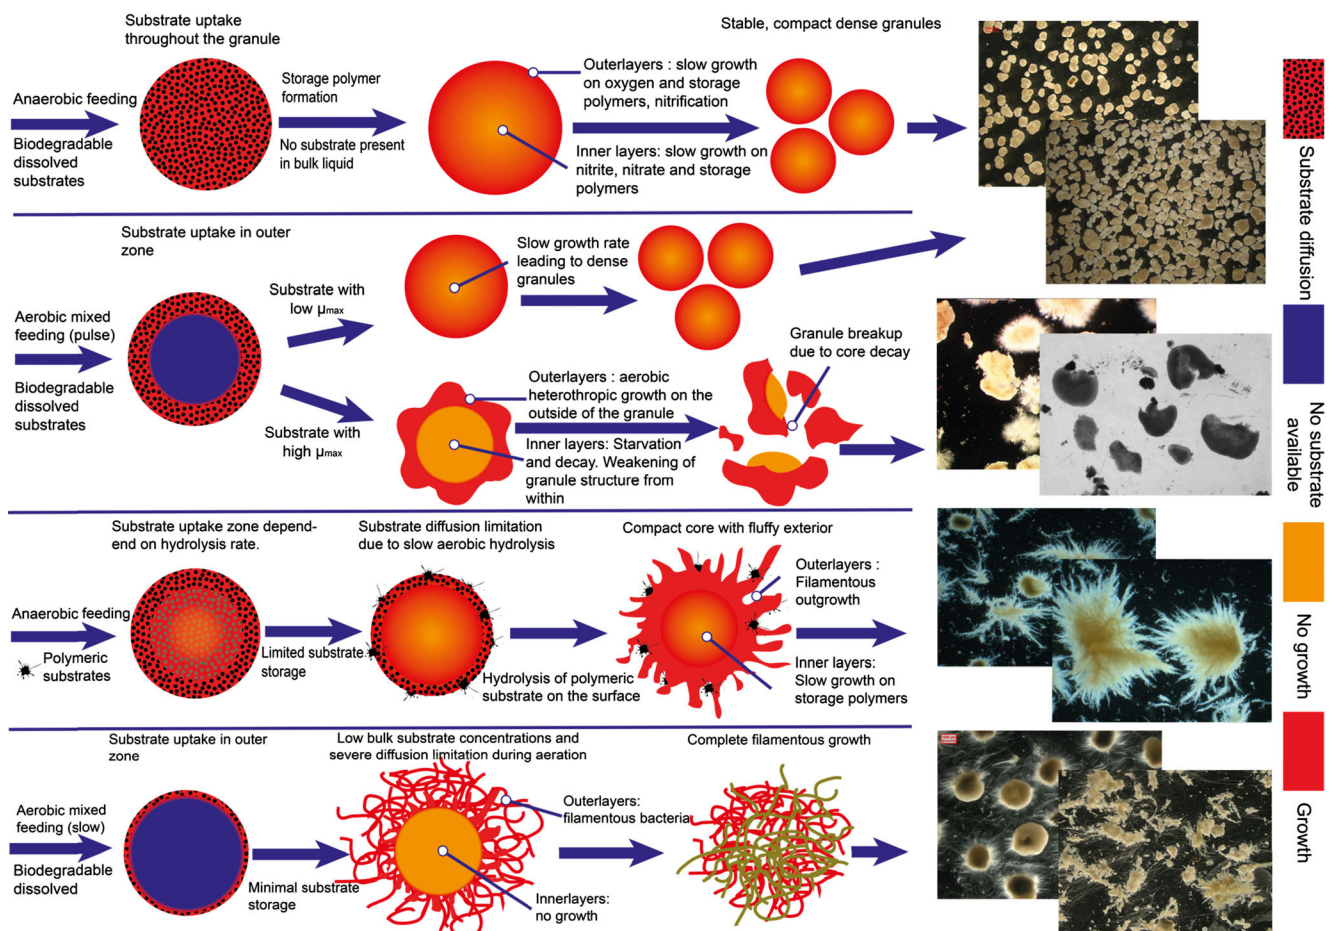 Substrate uptake
throughout the granule
Anaerobic feeding
Biodegradable
dissolved
substrates
Storage polymer
formation
No substrate present
in bulk liquid
Outerlayers : slow growth
on oxygen and storage
polymers, nitrification
Inner layers: slow growth on
nitrite, nitrate and storage
polymers
Stable, compact dense granules
Substrate uptake in outer
zone
Aerobic mixed
feeding (pulse)
Biodegradable
dissolved
substrates
Substrate with
low μmax
Slow growth rate
leading to dense
granules
Substrate with
high μmax
Outerlayers : aerobic
heterothropic growth on the
outside of the granule
Inner layers: Starvation
and decay. Weakening of
granule structure from
within
Granule breakup
due to core decay
Substrate uptake zone depend-
end on hydrolysis rate.
Anaerobic feeding
Polymeric
substrates
Limited substrate
storage
Substrate diffusion limitation
due to slow aerobic hydrolysis
Hydrolysis of polymeric
substrate on the surface
Compact core with fluffy exterior
Outerlayers :
Filamentous
outgrowth
Inner layers:
Slow growth on
storage polymers
Substrate uptake in outer
zone
Aerobic mixed
feeding (slow)
Biodegradable
dissolved
Minimal substrate
storage
Low bulk substrate concentrations and
severe diffusion limitation during aeration
Outerlayers:
filamentous bacteria
Innerlayers:
no growth
Complete filamentous growth
Substrate diffusion
No substrate
available
No growth
Growth